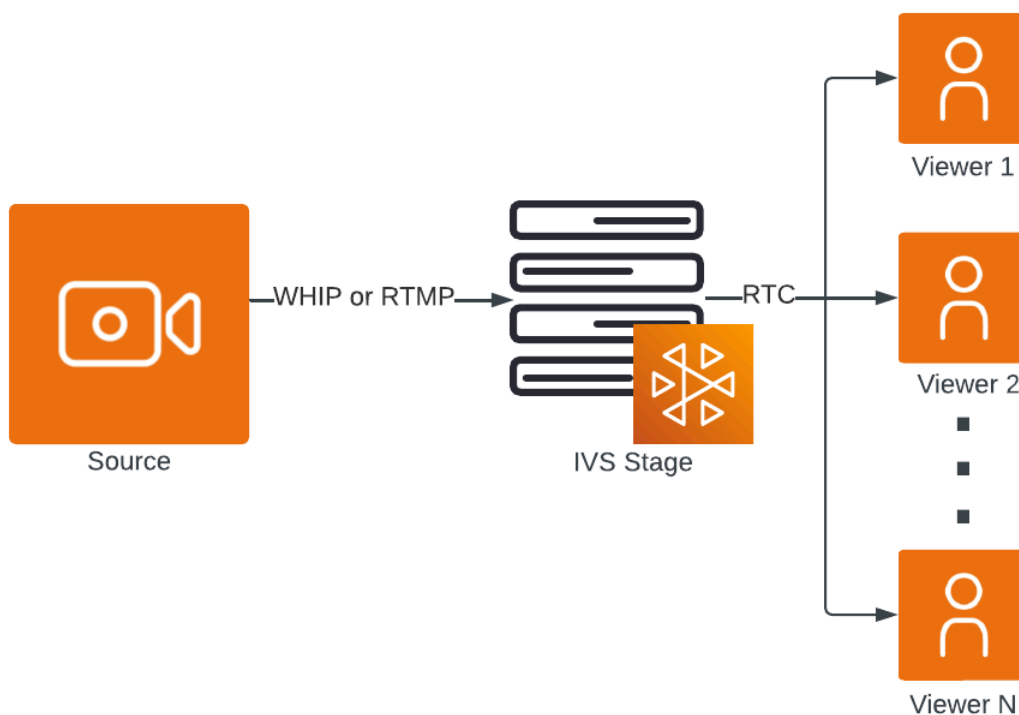 Viewer 1
WHIP or RTMP
RTC
Viewer 2
Source
IVS Stage
Viewer N